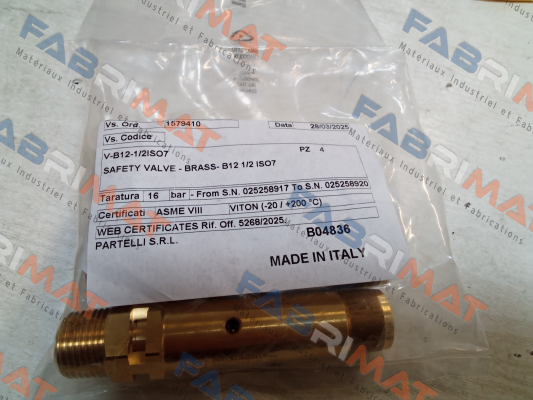 Vs. Ord. 1579410 Data 28/03/2025
Vs. Codice
V-B12-1/2ISO7 PZ 4
SAFETY VALVE - BRASS- B12 1/2 ISO7
Taratura 16 bar - From S.N. 025258917 To S.N. 025258920
Certificati ASME VIII VITON (-20 / +200 °C)
WEB CERTIFICATES Rif. Off. 5268/2025.
PARTELLI S.R.L. B04836
MADE IN ITALY
FABRIMAT
Matériaux Industriel et Fabrications